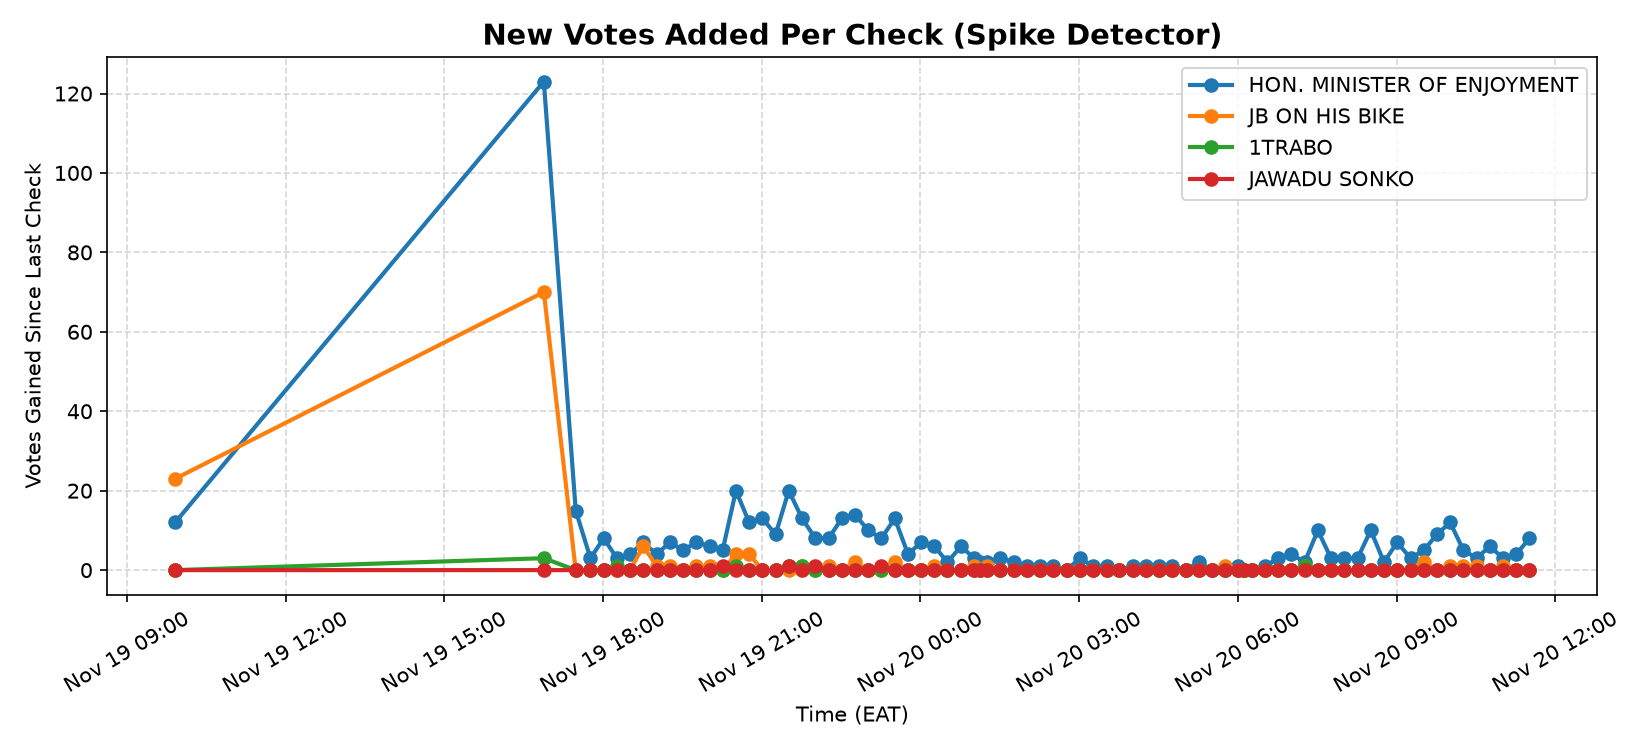 New Votes Added Per Check (Spike Detector)
HON. MINISTER OF ENJOYMENT
JB ON HIS BIKE
1TRABO
JAWADU SONKO
Votes Gained Since Last Check
120
100
80
60
40
20
0
Nov 19 09:00
Nov 19 12:00
Nov 19 15:00
Nov 19 18:00
Nov 19 21:00
Nov 20 00:00
Nov 20 03:00
Nov 20 06:00
Nov 20 09:00
Nov 20 12:00
Time (EAT)